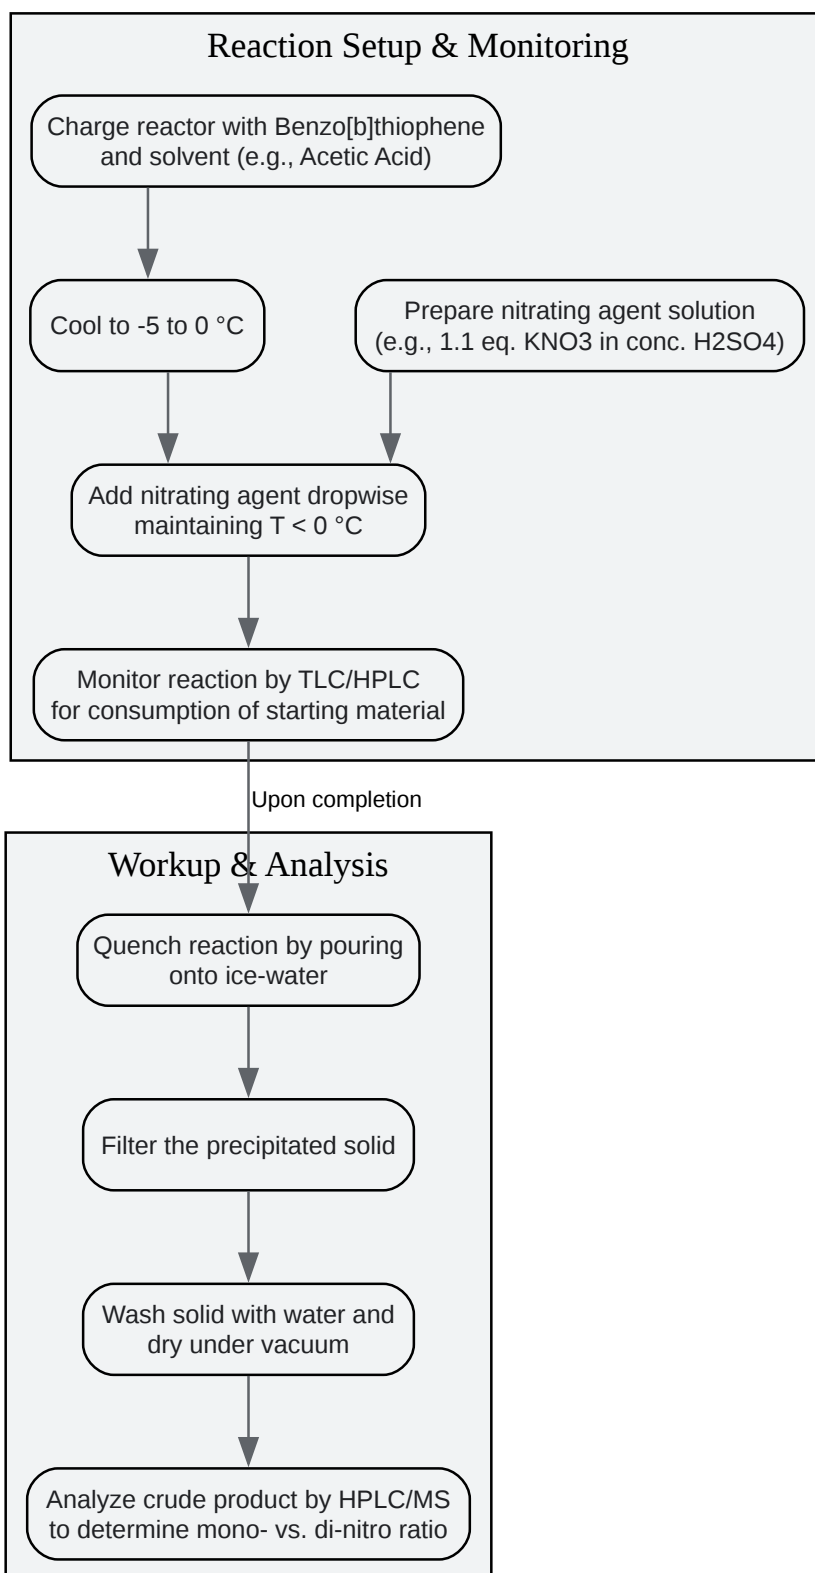 Reaction Setup & Monitoring
Charge reactor with Benzo[b]thiophene
and solvent (e.g., Acetic Acid)
Cool to -5 to 0 °C
Prepare nitrating agent solution
(e.g., 1.1 eq. KNO3 in conc. H2SO4)
Add nitrating agent dropwise
maintaining T < 0 °C
Monitor reaction by TLC/HPLC
for consumption of starting material
Upon completion
Workup & Analysis
Quench reaction by pouring
onto ice-water
Filter the precipitated solid
Wash solid with water and
dry under vacuum
Analyze crude product by HPLC/MS
to determine mono- vs. di-nitro ratio